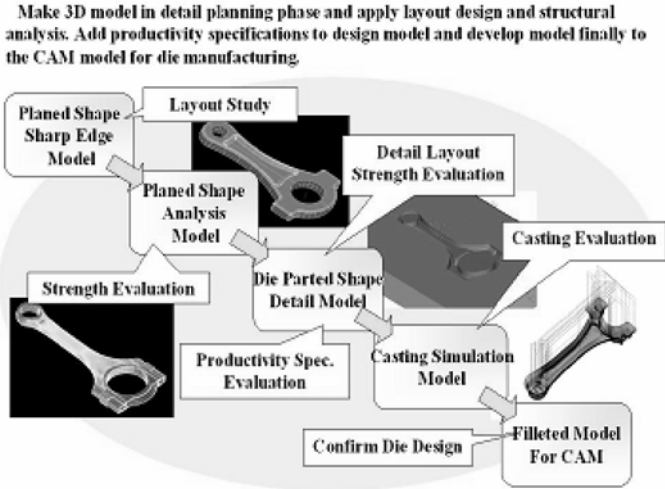 Make 3D model in detail planning phase and apply layout design and structural
analysis. Add productivity specifications to design model and develop model finally to
the CAM model for die manufacturing.
Planed Shape
Sharp Edge
Model
Layout Study
Planed Shape
Analysis
Model
Detail Layout
Strength Evaluation
Strength Evaluation
Die Parted Shape
Detail Model
Casting Evaluation
Productivity Spec.
Evaluation
Casting Simulation
Model
Confirm Die Design
Filleted Model
For CAM